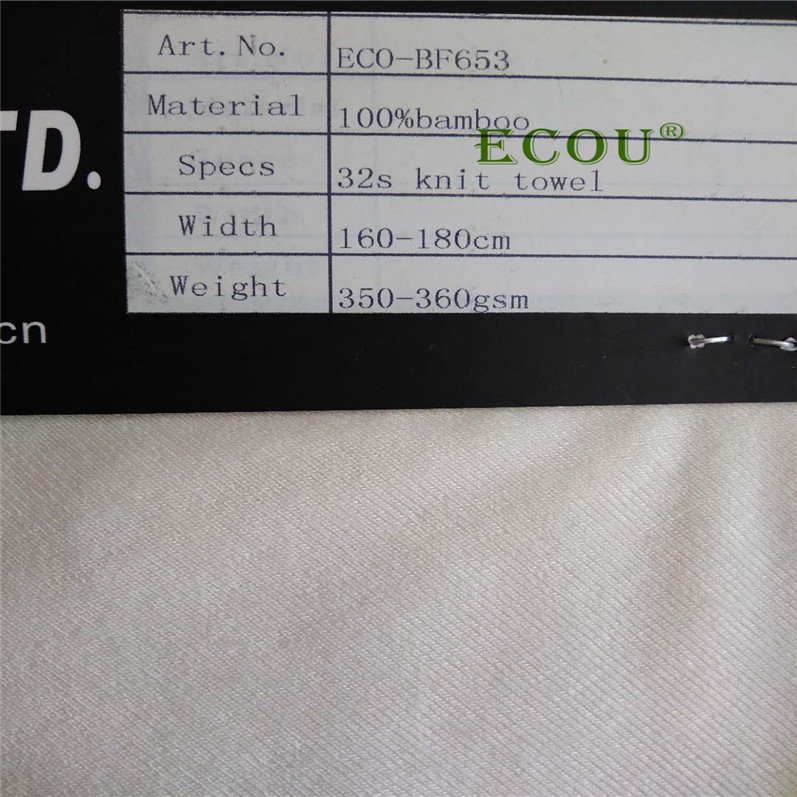 Art.No. ECO-BF653
Material 100%bamboo
ECOU®
TD.
Specs 32s knit towel
Width 160-180cm
Weight 350-360gsm
cn